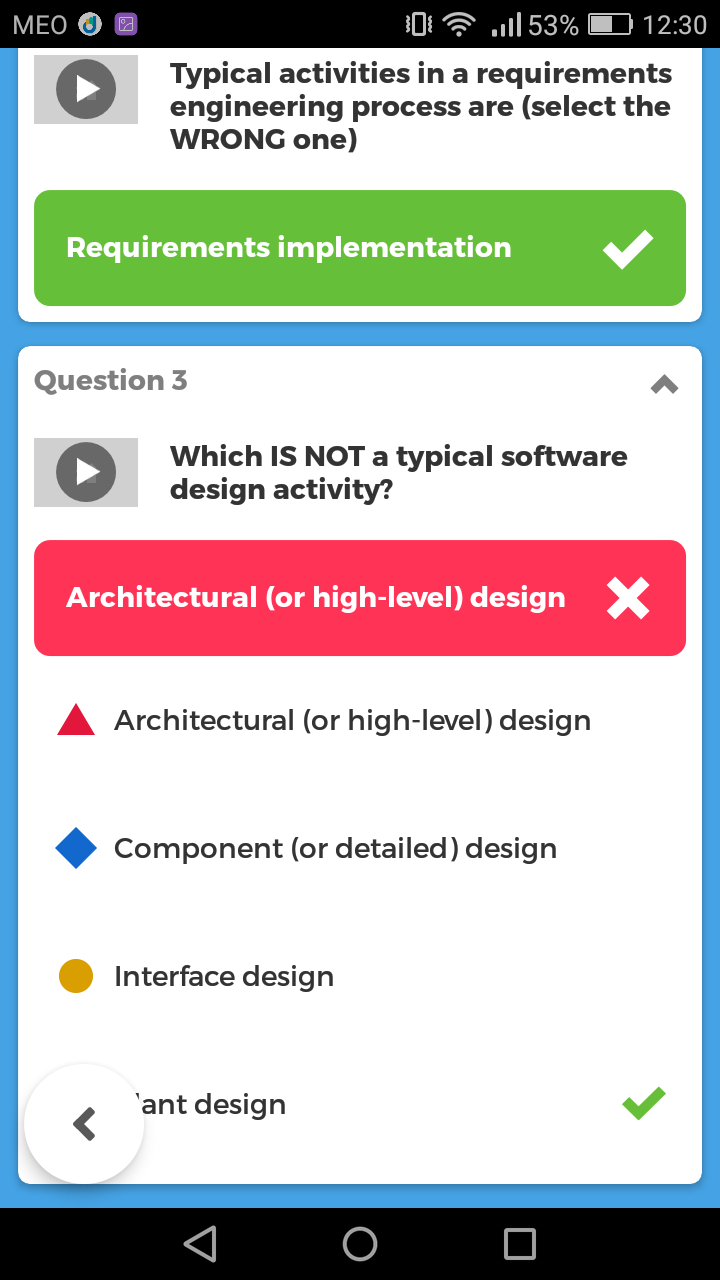 MEO 53% 12:30
Typical activities in a requirements
engineering process are (select the
WRONG one)
Requirements implementation
Question 3
Which IS NOT a typical software
design activity?
Architectural (or high-level) design
Architectural (or high-level) design
Component (or detailed) design
Interface design
design